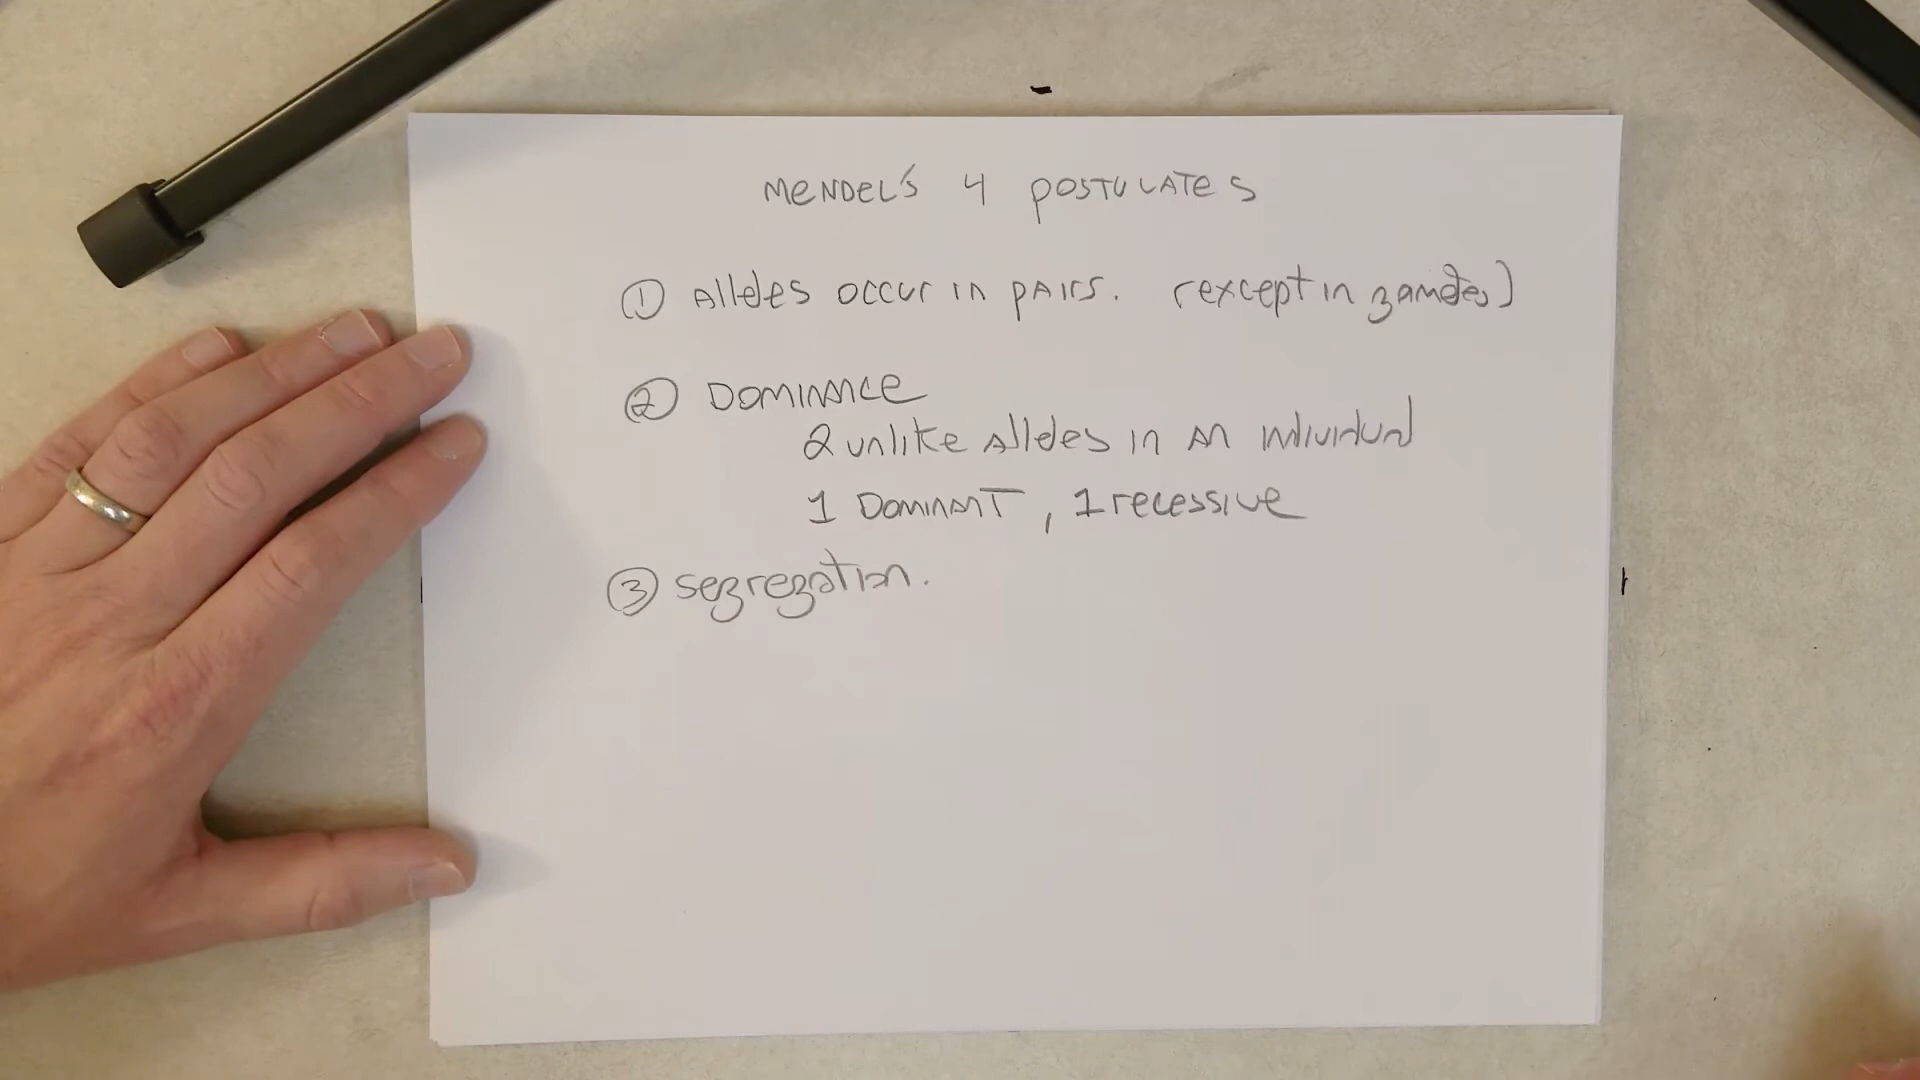 MENDEL'S 4 POSTULATES
① Alleles occur in pairs. (except in gametes)
② DOMINANCE
2 unlike Alleles in an individual
1 DOMINANT, 1 recessive
③ segregation.